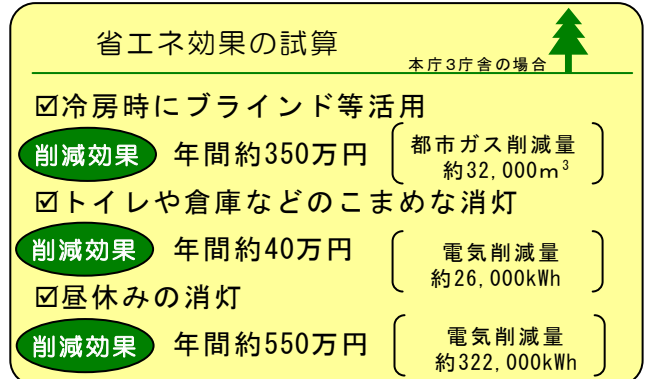 省エネ効果の試算
本庁3庁舎の場合
☑冷房時にブラインド等活用
削減効果 年間約350万円 都市ガス削減量
約32,000m³
☑トイレや倉庫などのこまめな消灯
削減効果 年間約40万円 電気削減量
約26,000kWh
☑昼休みの消灯
削減効果 年間約550万円 電気削減量
約322,000kWh